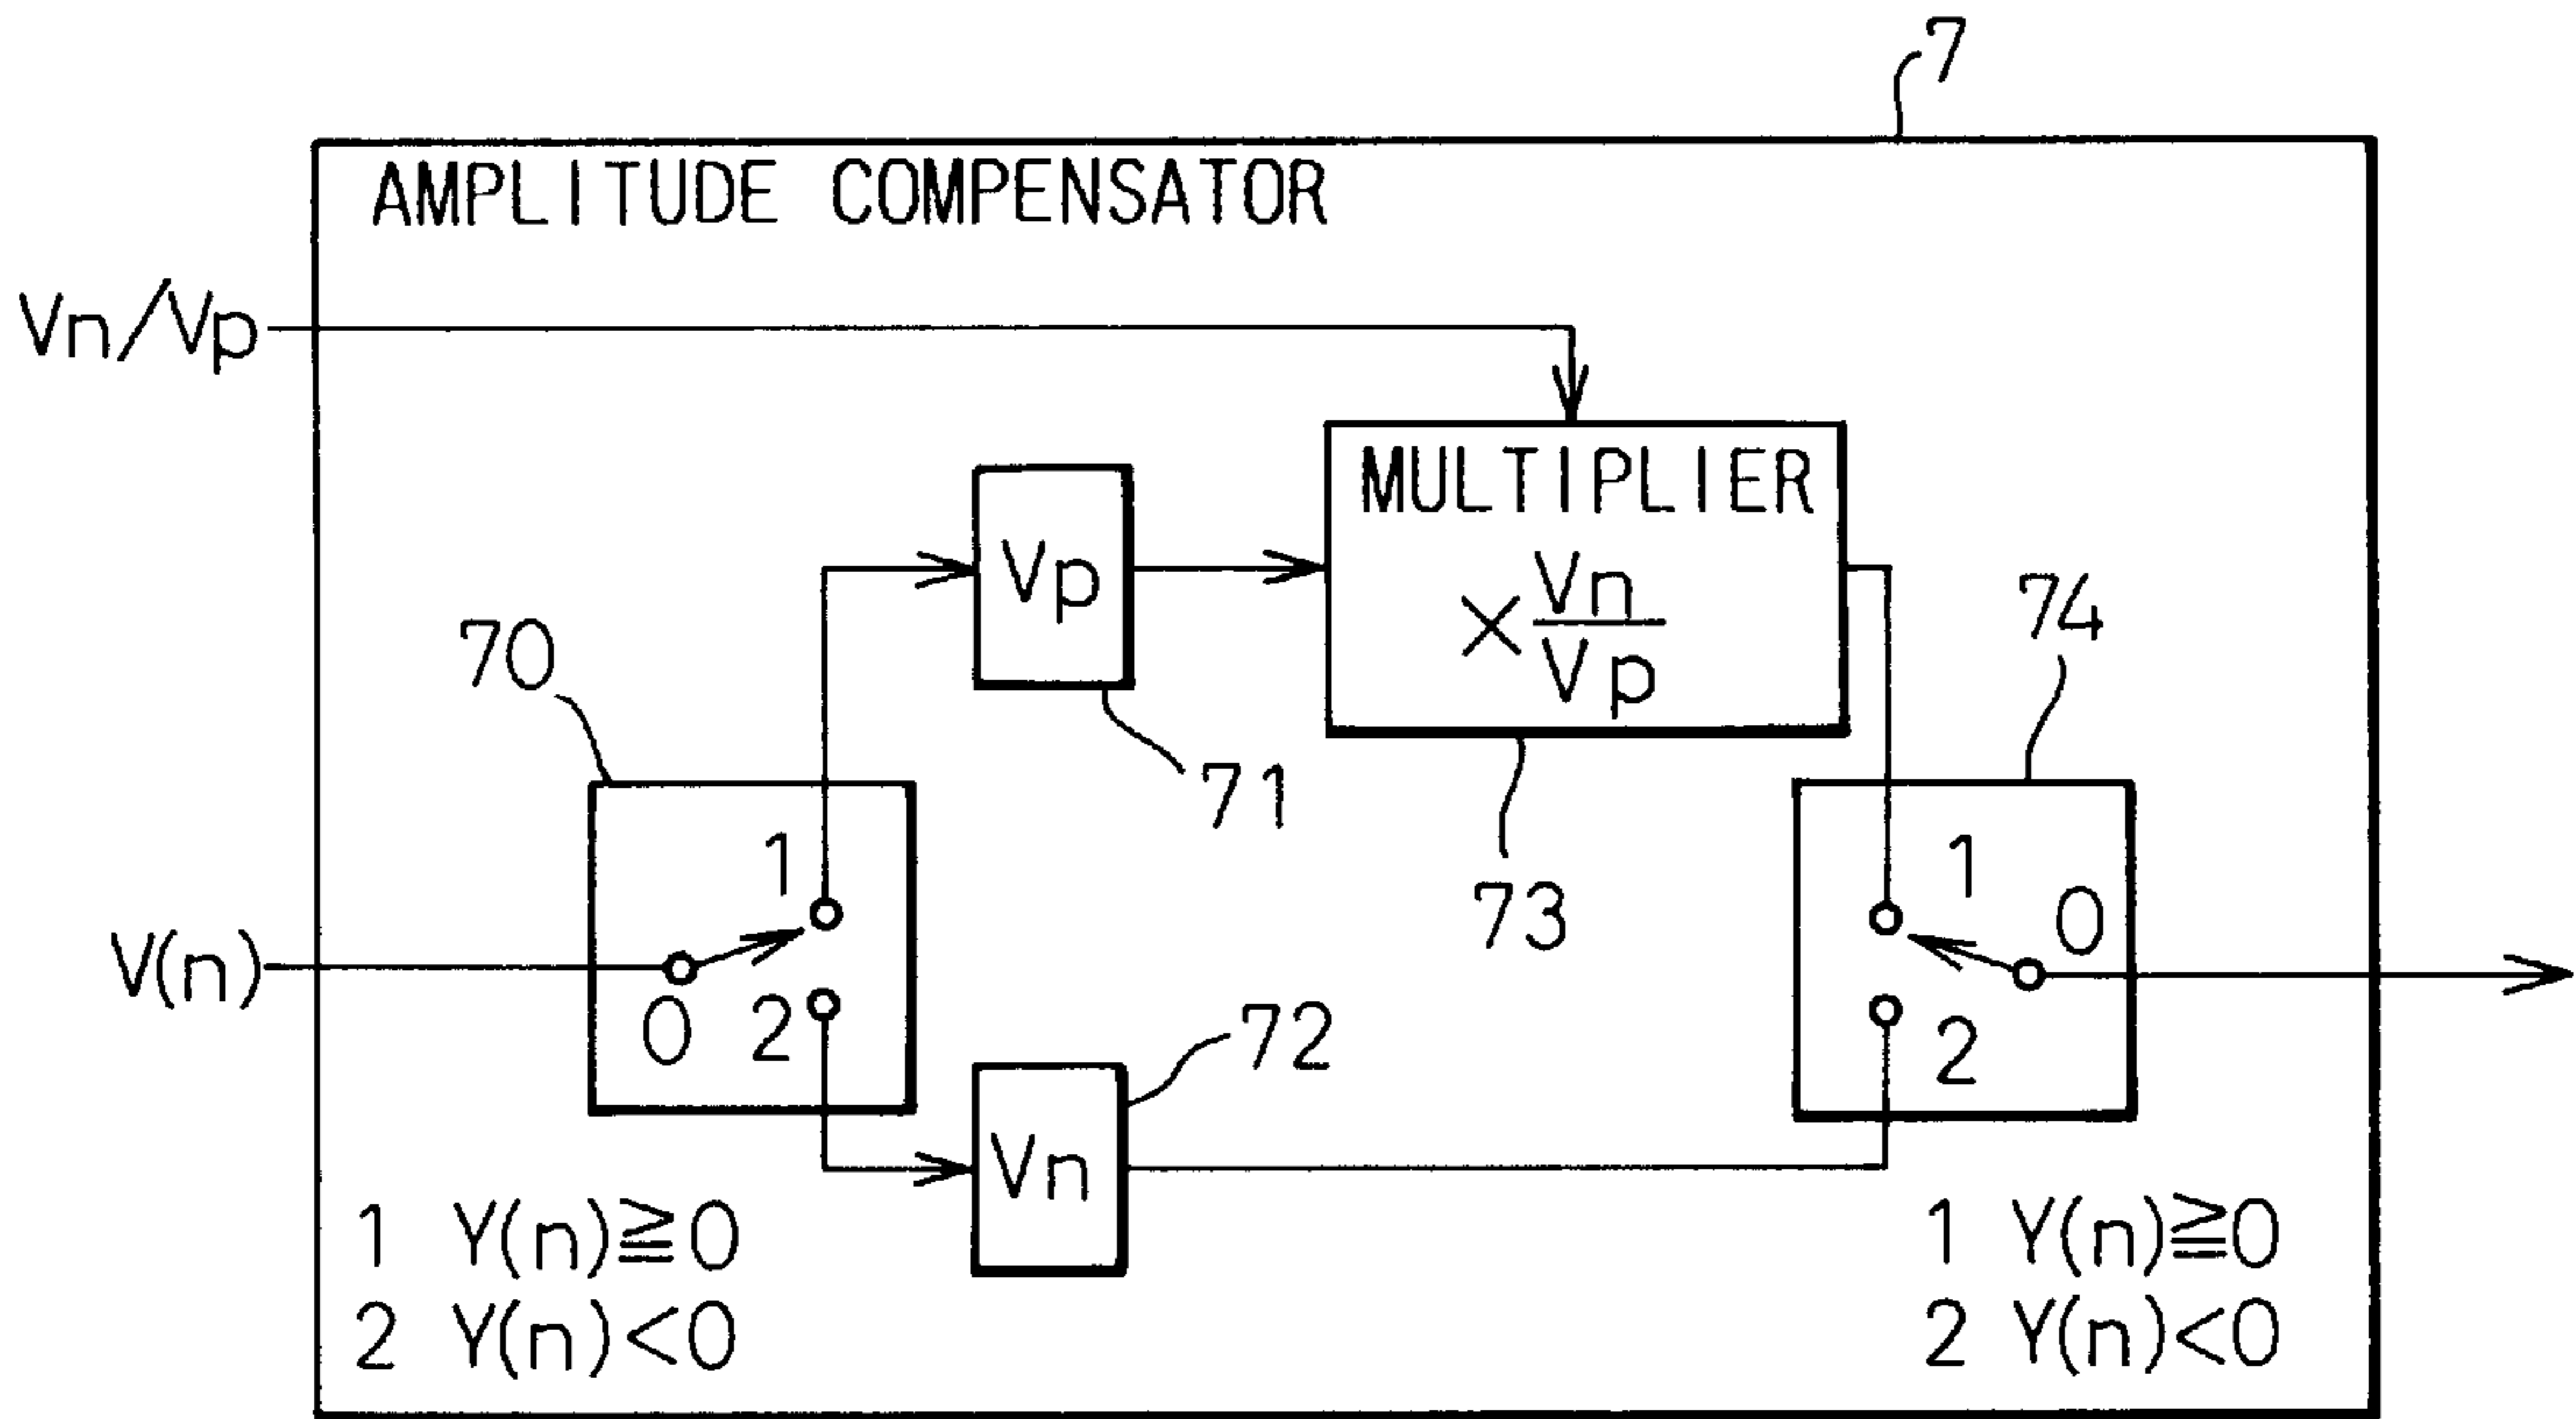 7
AMPLITUDE COMPENSATOR
Vn/Vp
MULTIPLIER
× Vn
Vp
Vp
70
71
73
74
1
0
2
V(n)
1
0
2
72
Vn
1 Y(n)≧0
2 Y(n)<0
1 Y(n)≧0
2 Y(n)<0